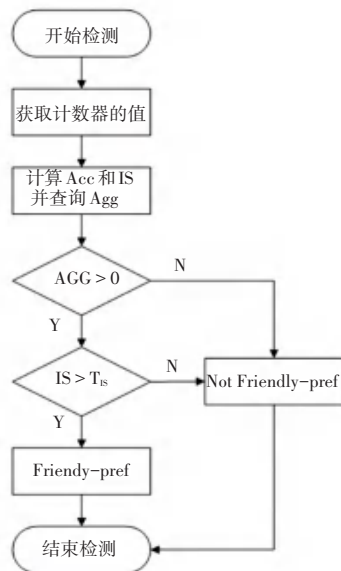 开始检测
获取计数器的值
计算 Acc 和 IS
并查询 Agg
AGG > 0
N
Y
IS > T_IS
N
Not Friendly-pref
Y
Friendy-pref
结束检测